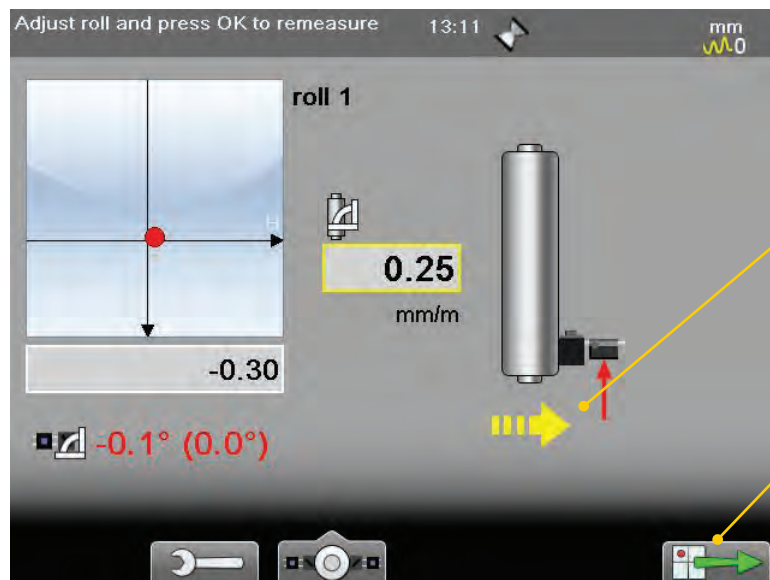 Adjust roll and press OK to remeasure 13:11 mm
0
roll 1
H
0.25
mm/m
-0.30
-0.1° (0.0°)